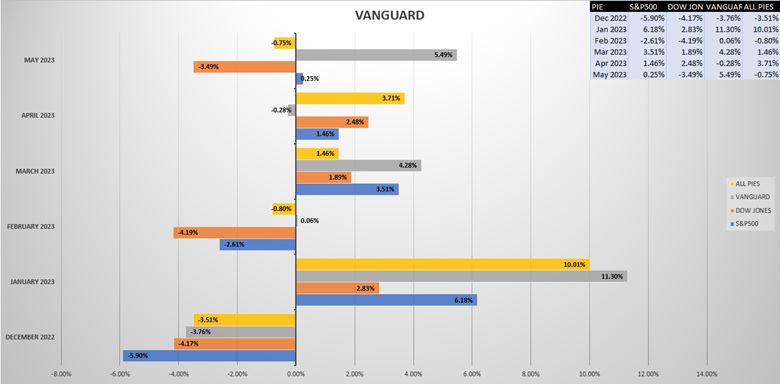 VANGUARD
PIE S&P500 DOW JON VANGUAR ALL PIES
Dec 2022 -5.90% -4.17% -3.76% -3.51%
Jan 2023 6.18% 2.83% 11.30% 10.01%
Feb 2023 -2.61% -4.19% 0.06% -0.80%
Mar 2023 3.51% 1.89% 4.28% 1.46%
Apr 2023 1.46% 2.48% -0.28% 3.71%
May 2023 0.25% -3.49% 5.49% -0.75%
-0.75%
MAY 2023 5.49%
-3.49%
0.25%
3.71%
APRIL 2023 -0.28%
2.48%
1.46%
1.46%
MARCH 2023 4.28%
1.89%
3.51%
-0.80%
FEBRUARY 2023 0.06%
-4.19%
-2.61%
10.01%
JANUARY 2023 11.30%
2.83%
6.18%
-3.51%
DECEMBER 2022 -3.76%
-4.17%
-5.90%
ALL PIES
VANGUARD
DOW JONES
S&P500
-8.00% -6.00% -4.00% -2.00% 0.00% 2.00% 4.00% 6.00% 8.00% 10.00% 12.00% 14.00%